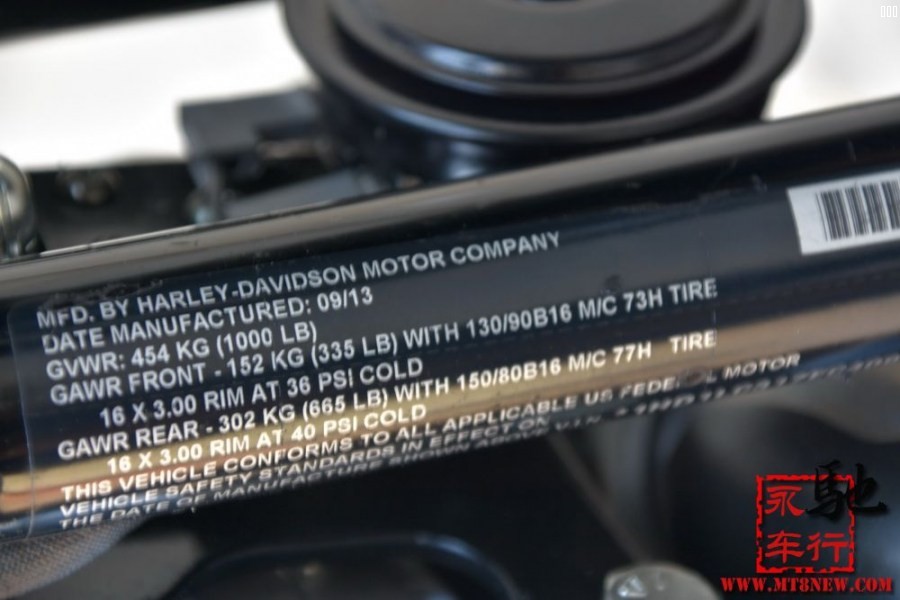 MFD. BY HARLEY-DAVIDSON MOTOR COMPANY
DATE MANUFACTURED: 09/13
GVWR: 454 KG (1000 LB)
GAWR FRONT - 152 KG (335 LB) WITH 130/90B16 M/C 73H TIRE
16 X 3.00 RIM AT 36 PSI COLD
GAWR REAR - 302 KG (665 LB) WITH 150/80B16 M/C 77H TIRE
16 X 3.00 RIM AT 40 PSI COLD
THIS VEHICLE CONFORMS TO ALL APPLICABLE US MOTOR
VEHICLE SAFETY STANDARDS IN EFFECT ON
THE DATE OF MANUFACTURE SHOWN ABOVE
永驰
车行
WWW.MT8NEW.COM